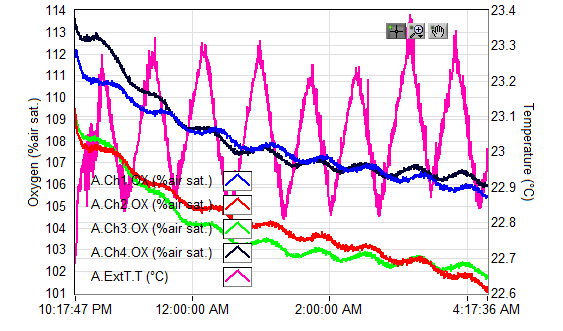 114
113
112
111
110
109
108
107
106
105
104
103
102
101
Oxygen (%air sat.)
23.4
23.3
23.2
23.1
23
22.9
22.8
22.7
22.6
Temperature (°C)
A.Ch1.OX (%air sat.)
A.Ch2.OX (%air sat.)
A.Ch3.OX (%air sat.)
A.Ch4.OX (%air sat.)
A.ExtT.T (°C)
10:17:47 PM 12:00:00 AM 2:00:00 AM 4:17:36 AM